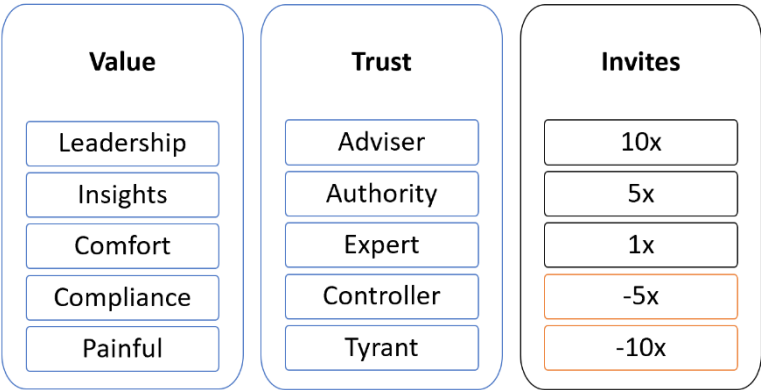 Value
Leadership
Insights
Comfort
Compliance
Painful
Trust
Adviser
Authority
Expert
Controller
Tyrant
Invites
10x
5x
1x
-5x
-10x